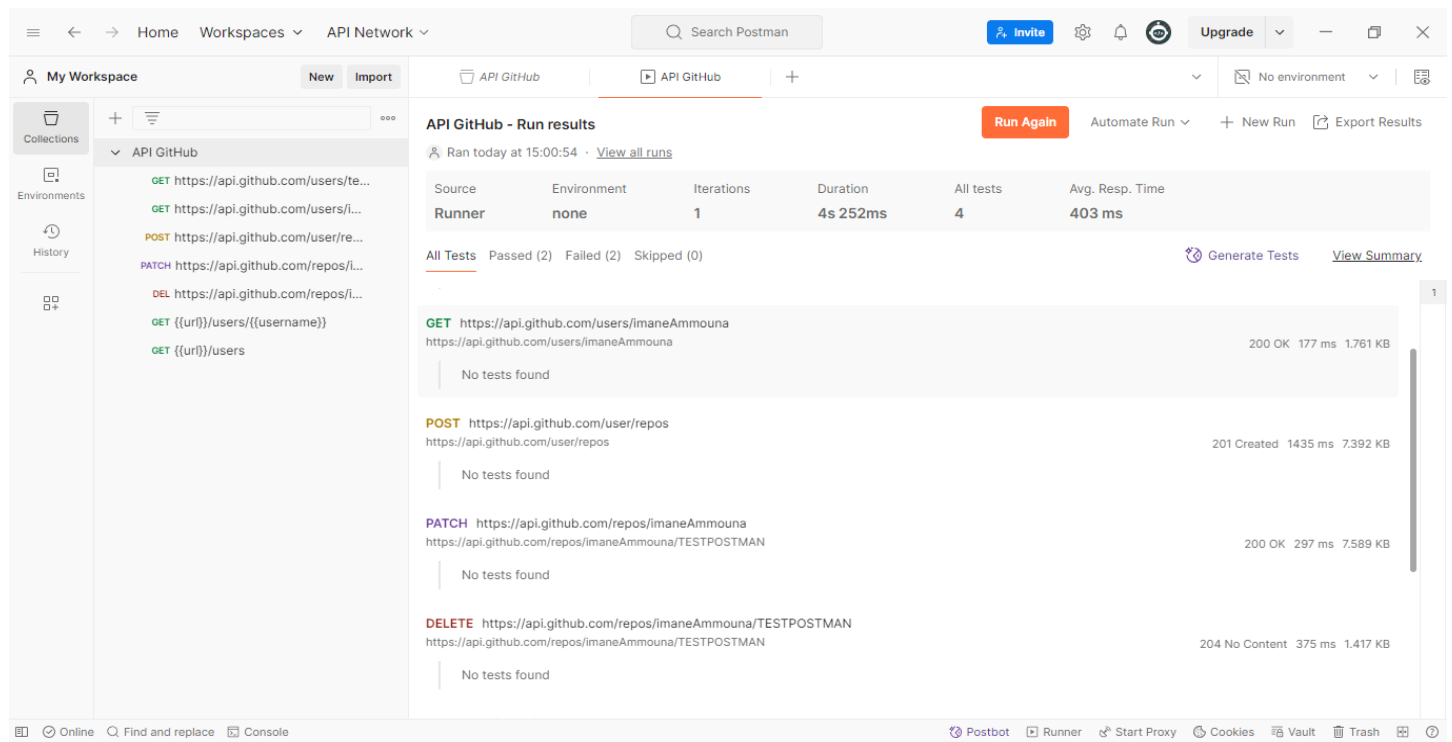 Home Workspaces API Network Search Postman Invite Upgrade
My Workspace New Import API GitHub API GitHub No environment
Collections
Environments
History
API GitHub
GET https://api.github.com/users/te...
GET https://api.github.com/users/i...
POST https://api.github.com/user/re...
PATCH https://api.github.com/repos/i...
DEL https://api.github.com/repos/i...
GET {{url}}/users/{{username}}
GET {{url}}/users
API GitHub - Run results Run Again Automate Run New Run Export Results
Ran today at 15:00:54 · View all runs
Source Environment Iterations Duration All tests Avg. Resp. Time
Runner none 1 4s 252ms 4 403 ms
All Tests Passed (2) Failed (2) Skipped (0) Generate Tests View Summary
1
GET https://api.github.com/users/imaneAmmouna
https://api.github.com/users/imaneAmmouna 200 OK 177 ms 1.761 KB
No tests found
POST https://api.github.com/user/repos
https://api.github.com/user/repos 201 Created 1435 ms 7.392 KB
No tests found
PATCH https://api.github.com/repos/imaneAmmouna
https://api.github.com/repos/imaneAmmouna/TESTPOSTMAN 200 OK 297 ms 7.589 KB
No tests found
DELETE https://api.github.com/repos/imaneAmmouna/TESTPOSTMAN
https://api.github.com/repos/imaneAmmouna/TESTPOSTMAN 204 No Content 375 ms 1.417 KB
No tests found
Online Find and replace Console Postbot Runner Start Proxy Cookies Vault Trash